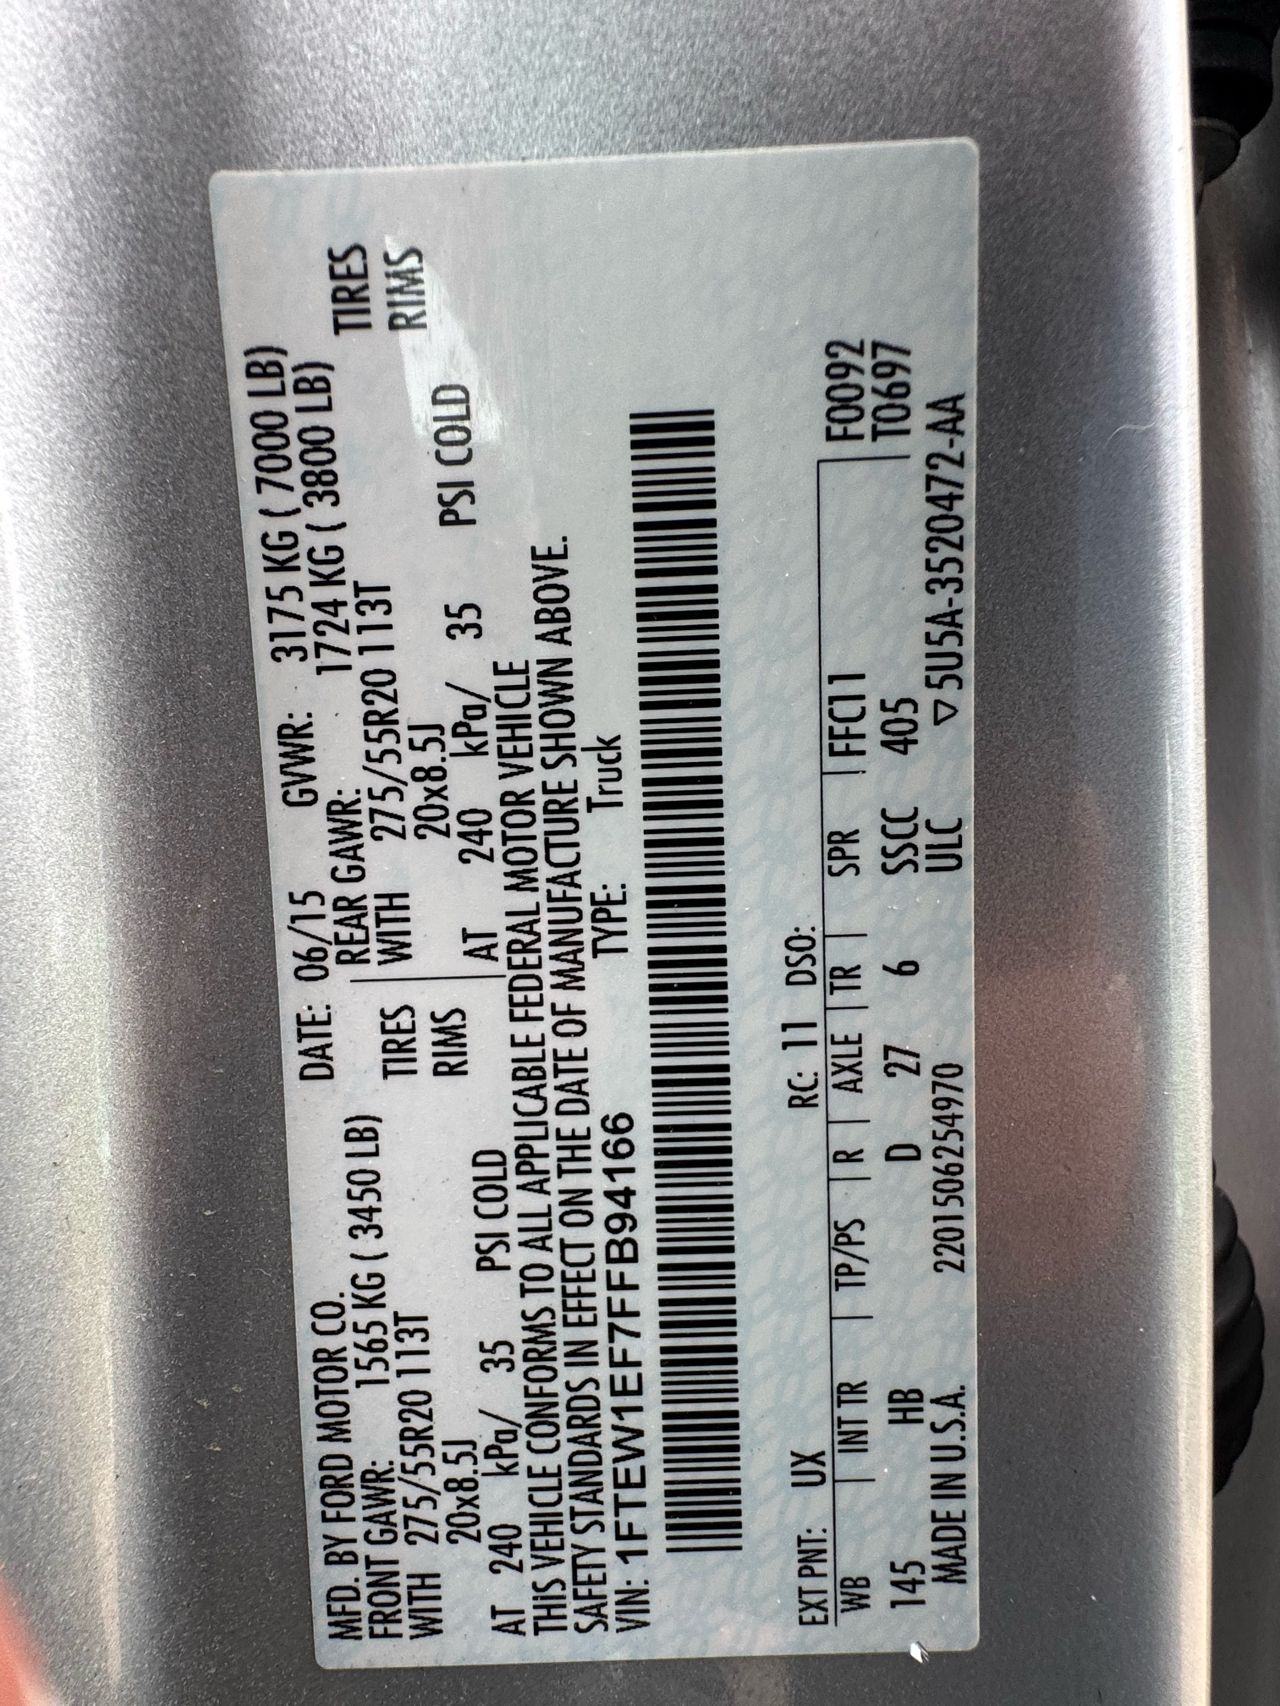 MFD. BY FORD MOTOR CO. DATE: 06/15 GVWR: 3175 KG ( 7000 LB)
FRONT GAWR: 1565 KG ( 3450 LB) REAR GAWR: 1724 KG ( 3800 LB)
WITH 275/55R20 113T TIRES WITH 275/55R20 113T TIRES
20x8.5J RIMS 20x8.5J RIMS
AT 240 kPa/ 35 PSI COLD AT 240 kPa/ 35 PSI COLD
THIS VEHICLE CONFORMS TO ALL APPLICABLE FEDERAL MOTOR VEHICLE
SAFETY STANDARDS IN EFFECT ON THE DATE OF MANUFACTURE SHOWN ABOVE.
VIN: 1FTEW1EF7FFB94166 TYPE: Truck
EXT PNT: UX RC: 11 DSO:
WB INT TR TP/PS R AXLE TR SPR FFC11 F0092
145 HB D 27 6 SSCC 405 T0697
MADE IN U.S.A. 2201506254970 ULC ▽5U5A-3520472-AA